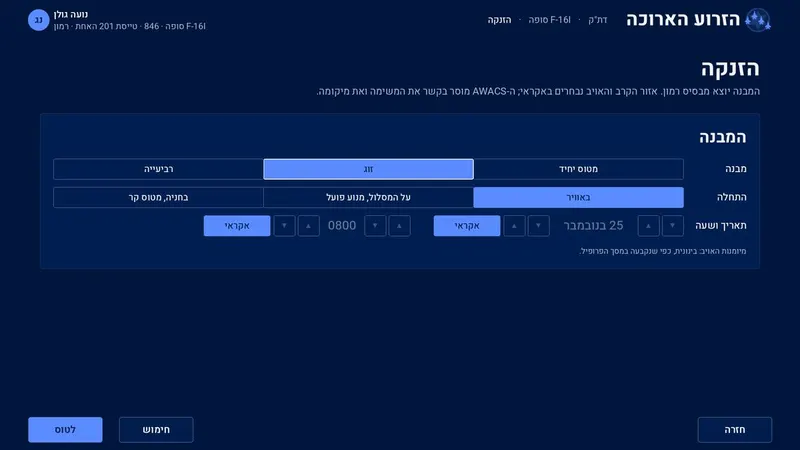 הזרוע הארוכה
דת"ק · F-16I סופה · הזנקה
נועה גולן
F-16I סופה · 846 · טייסת 201 האחת · רמון
נג
הזנקה
המבנה יוצא מבסיס רמון. אזור הקרב והאויב נבחרים באקראי; ה-AWACS מוסר בקשר את המשימה ואת מיקומה.
המבנה
מבנה מטוס יחיד זוג רביעייה
התחלה באוויר על המסלול, מנוע פועל בחניה, מטוס קר
תאריך ושעה ▼ ▲ 25 בנובמבר ▼ ▲ אקראי ▲ ▼ 0800 ▲ ▼ אקראי
מיומנות האויב: בינונית, כפי שנקבעה במסך הפרופיל.
חזרה חימוש לטוס